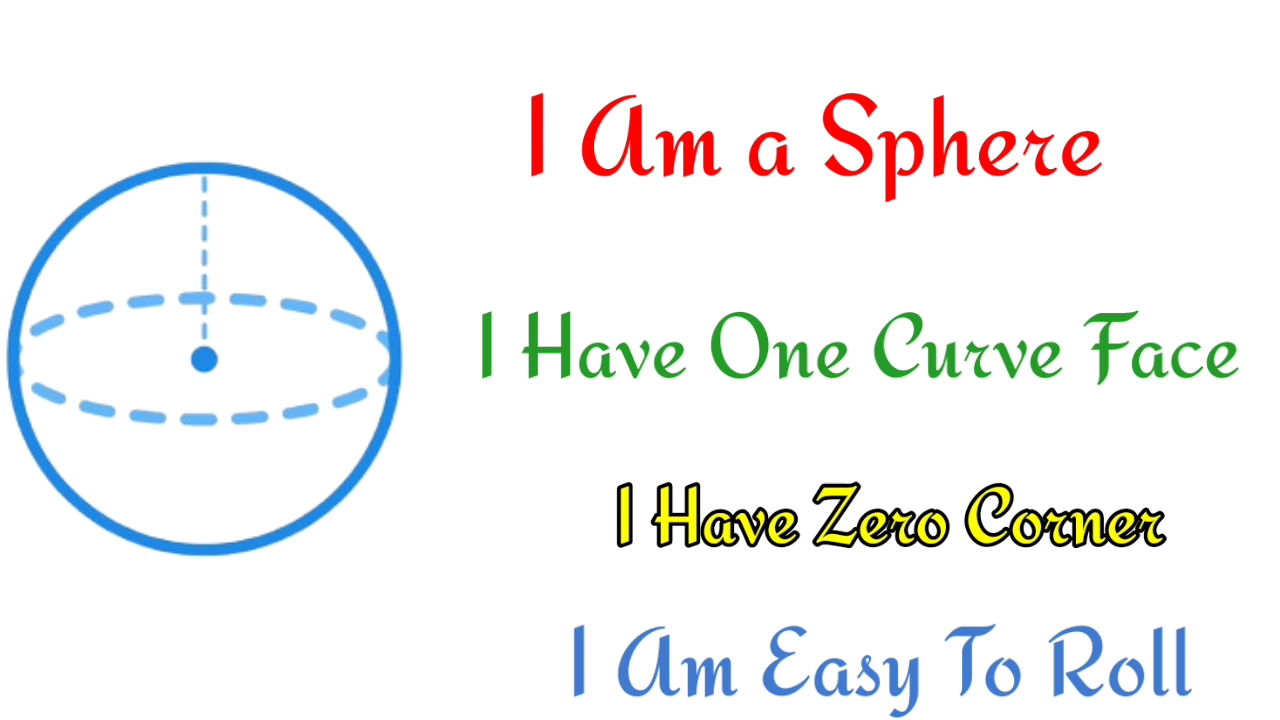 I Am a Sphere
I Have One Curve Face
I Have Zero Corner
I Am Easy To Roll